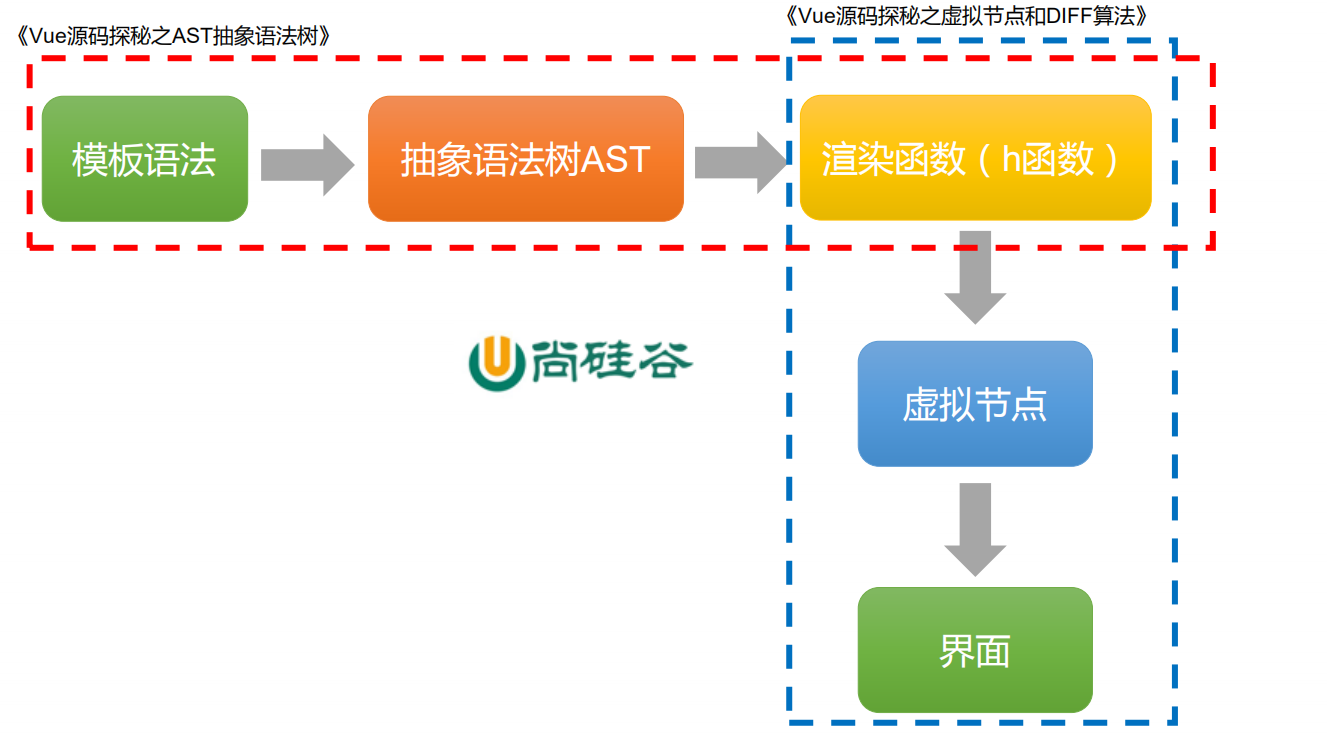 《Vue源码探秘之AST抽象语法树》
《Vue源码探秘之虚拟节点和DIFF算法》
模板语法
抽象语法树AST
渲染函数（h函数）
尚硅谷
虚拟节点
界面